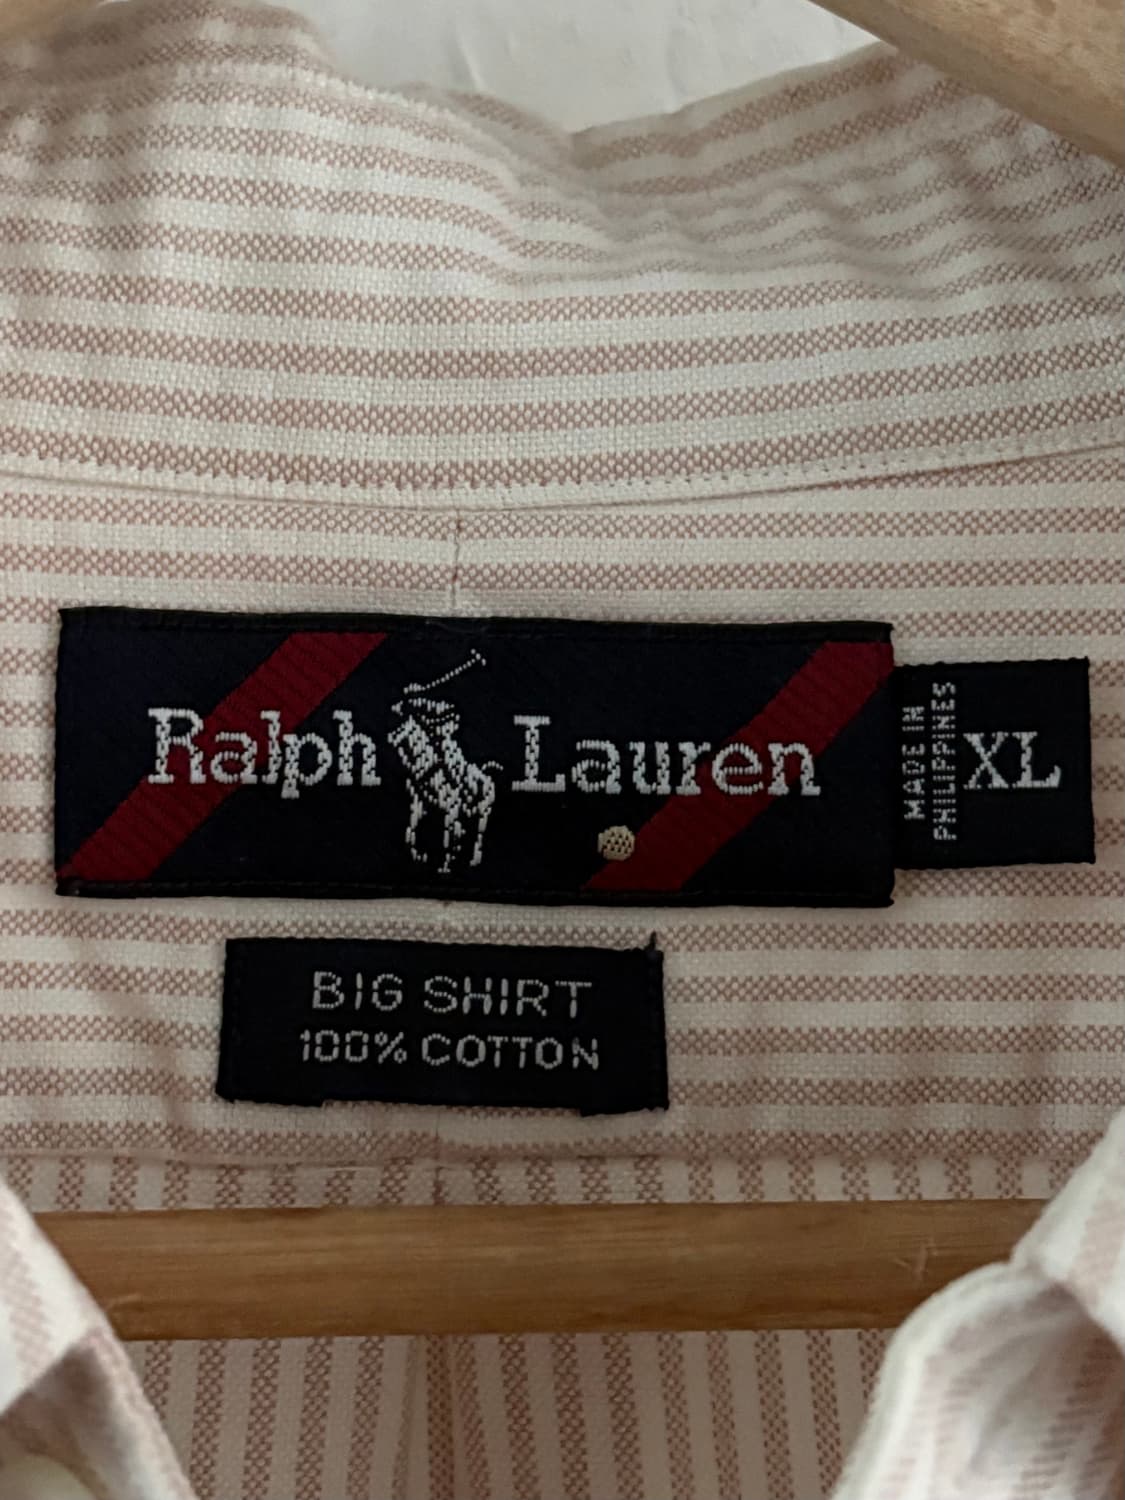 Ralph Lauren
MADE IN
PHILIPPINES
XL
BIG SHIRT
100% COTTON